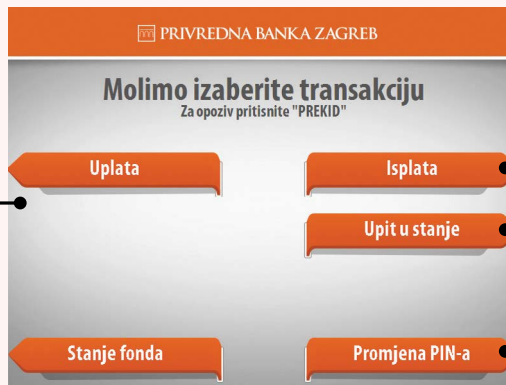 PRIVREDNA BANKA ZAGREB
Molimo izaberite transakciju
Za opoziv pritisnite "PREKID"
Uplata
Isplata
Upit u stanje
Stanje fonda
Promjena PIN-a